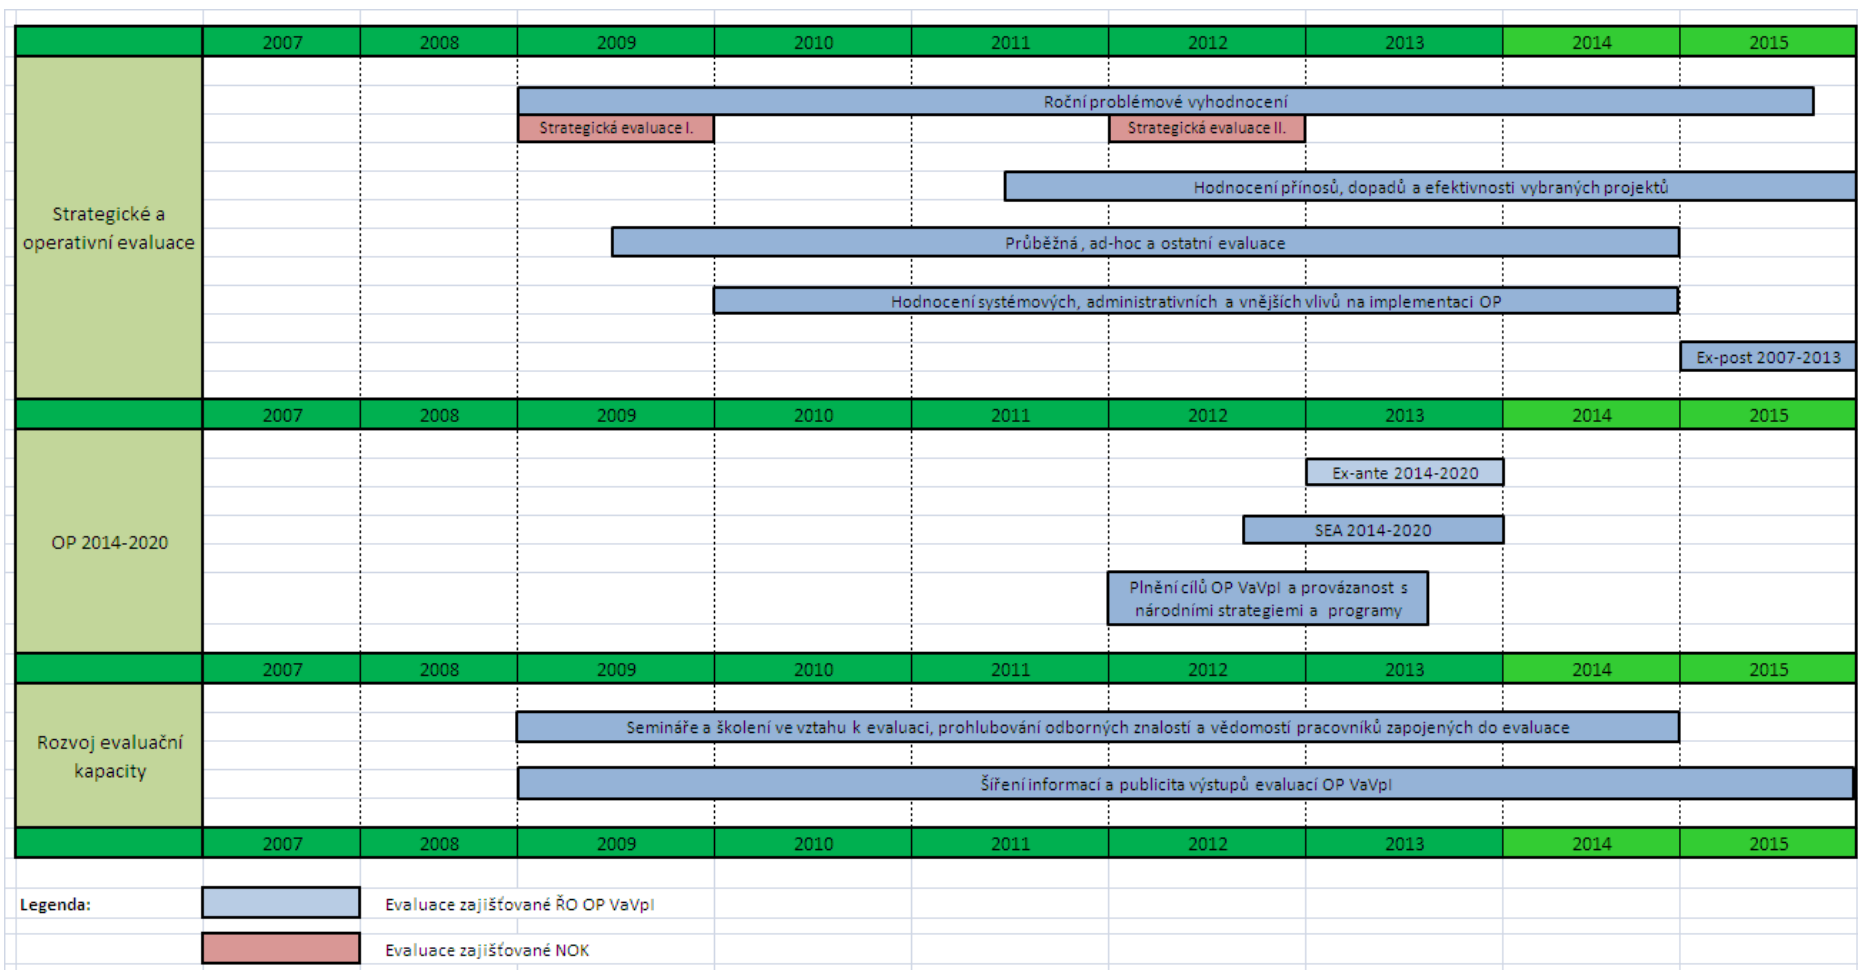 2007 2008 2009 2010 2011 2012 2013 2014 2015
Roční problémové vyhodnocení
Strategická evaluace I. Strategická evaluace II.
Hodnocení přínosů, dopadů a efektivnosti vybraných projektů
Strategické a
operativní evaluace
Průběžná, ad-hoc a ostatní evaluace
Hodnocení systémových, administrativních a vnějších vlivů na implementaci OP
Ex-post 2007-2013
2007 2008 2009 2010 2011 2012 2013 2014 2015
Ex-ante 2014-2020
OP 2014-2020
SEA 2014-2020
Plnění cílů OP VaVpI a provázanost s
národními strategiemi a programy
2007 2008 2009 2010 2011 2012 2013 2014 2015
Rozvoj evaluační
kapacity
Semináře a školení ve vztahu k evaluaci, prohlubování odborných znalostí a vědomostí pracovníků zapojených do evaluace
Šíření informací a publicita výstupů evaluací OP VaVpI
2007 2008 2009 2010 2011 2012 2013 2014 2015
Legenda: Evaluace zajišťované ŘO OP VaVpI
Evaluace zajišťované NOK